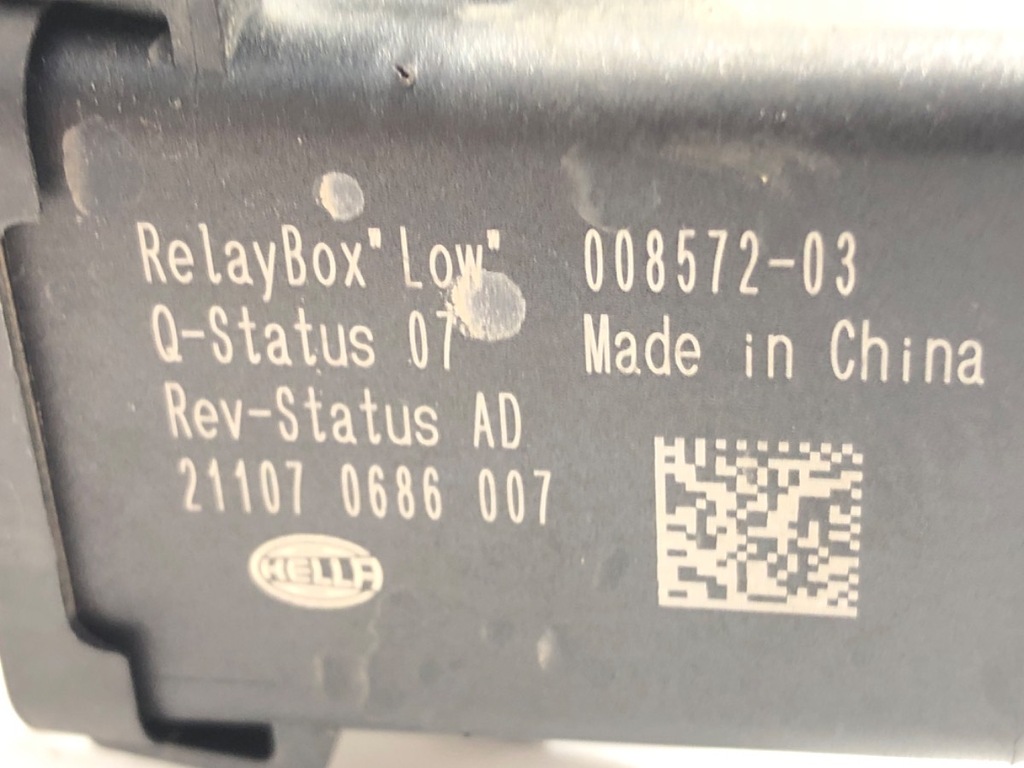 RelayBox"Low" 008572-03
Q-Status 07 Made in China
Rev-Status AD
21107 0686 007
HELLA